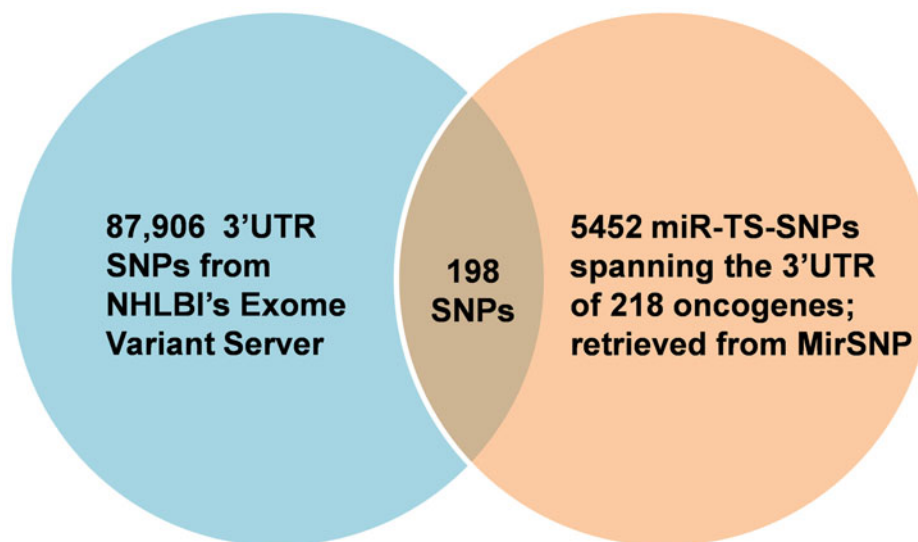 87,906  3’UTR
SNPs from
NHLBI’s Exome
Variant Server
198
SNPs
5452 miR-TS-SNPs
spanning the 3’UTR
of 218 oncogenes;
retrieved from MirSNP